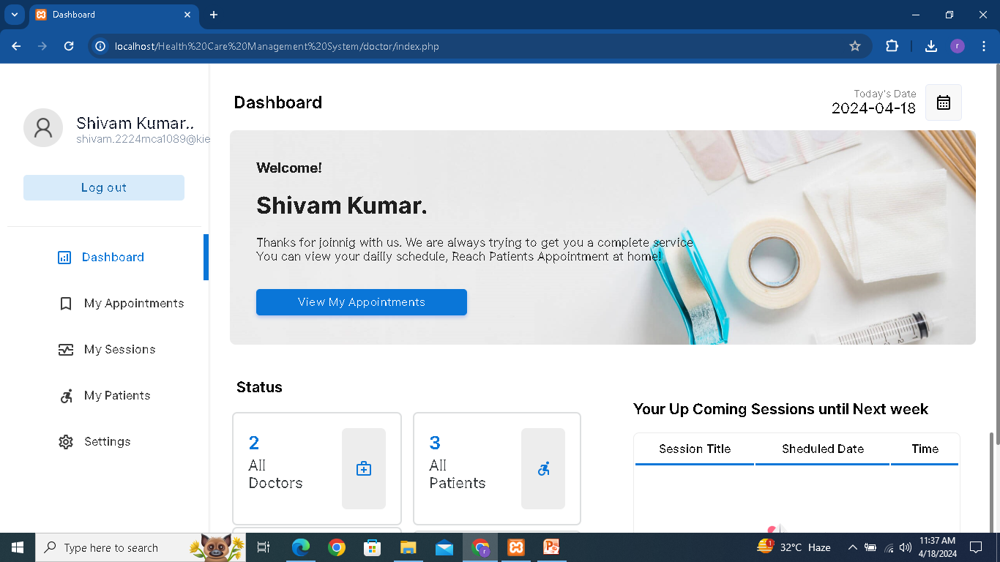 Dashboard
localhost/Health%20Care%20Management%20System/doctor/index.php
r
Shivam Kumar..
shivam.2224mca1089@kie
Log out
Dashboard
My Appointments
My Sessions
My Patients
Settings
Dashboard
Today's Date
2024-04-18
Welcome!
Shivam Kumar.
Thanks for joinnig with us. We are always trying to get you a complete service
You can view your dailly schedule, Reach Patients Appointment at home!
View My Appointments
Status
2
All
Doctors
3
All
Patients
Your Up Coming Sessions until Next week
Session Title Sheduled Date Time
Type here to search
r
1
32°C Haze
11:37 AM
4/18/2024